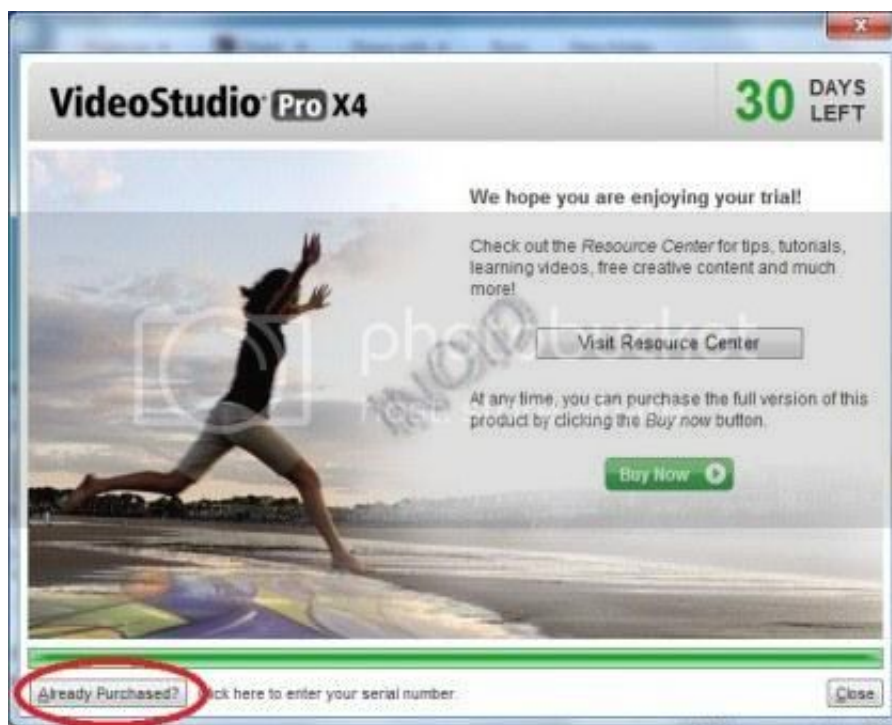 VideoStudio Pro X4
30 DAYS
LEFT
We hope you are enjoying your trial!
Check out the Resource Center for tips, tutorials,
learning videos, free creative content and much
more!
Visit Resource Center
photobucket
At any time, you can purchase the full version of this
product by clicking the Buy now button.
Buy Now
Already Purchased?
Click here to enter your serial number.
Close